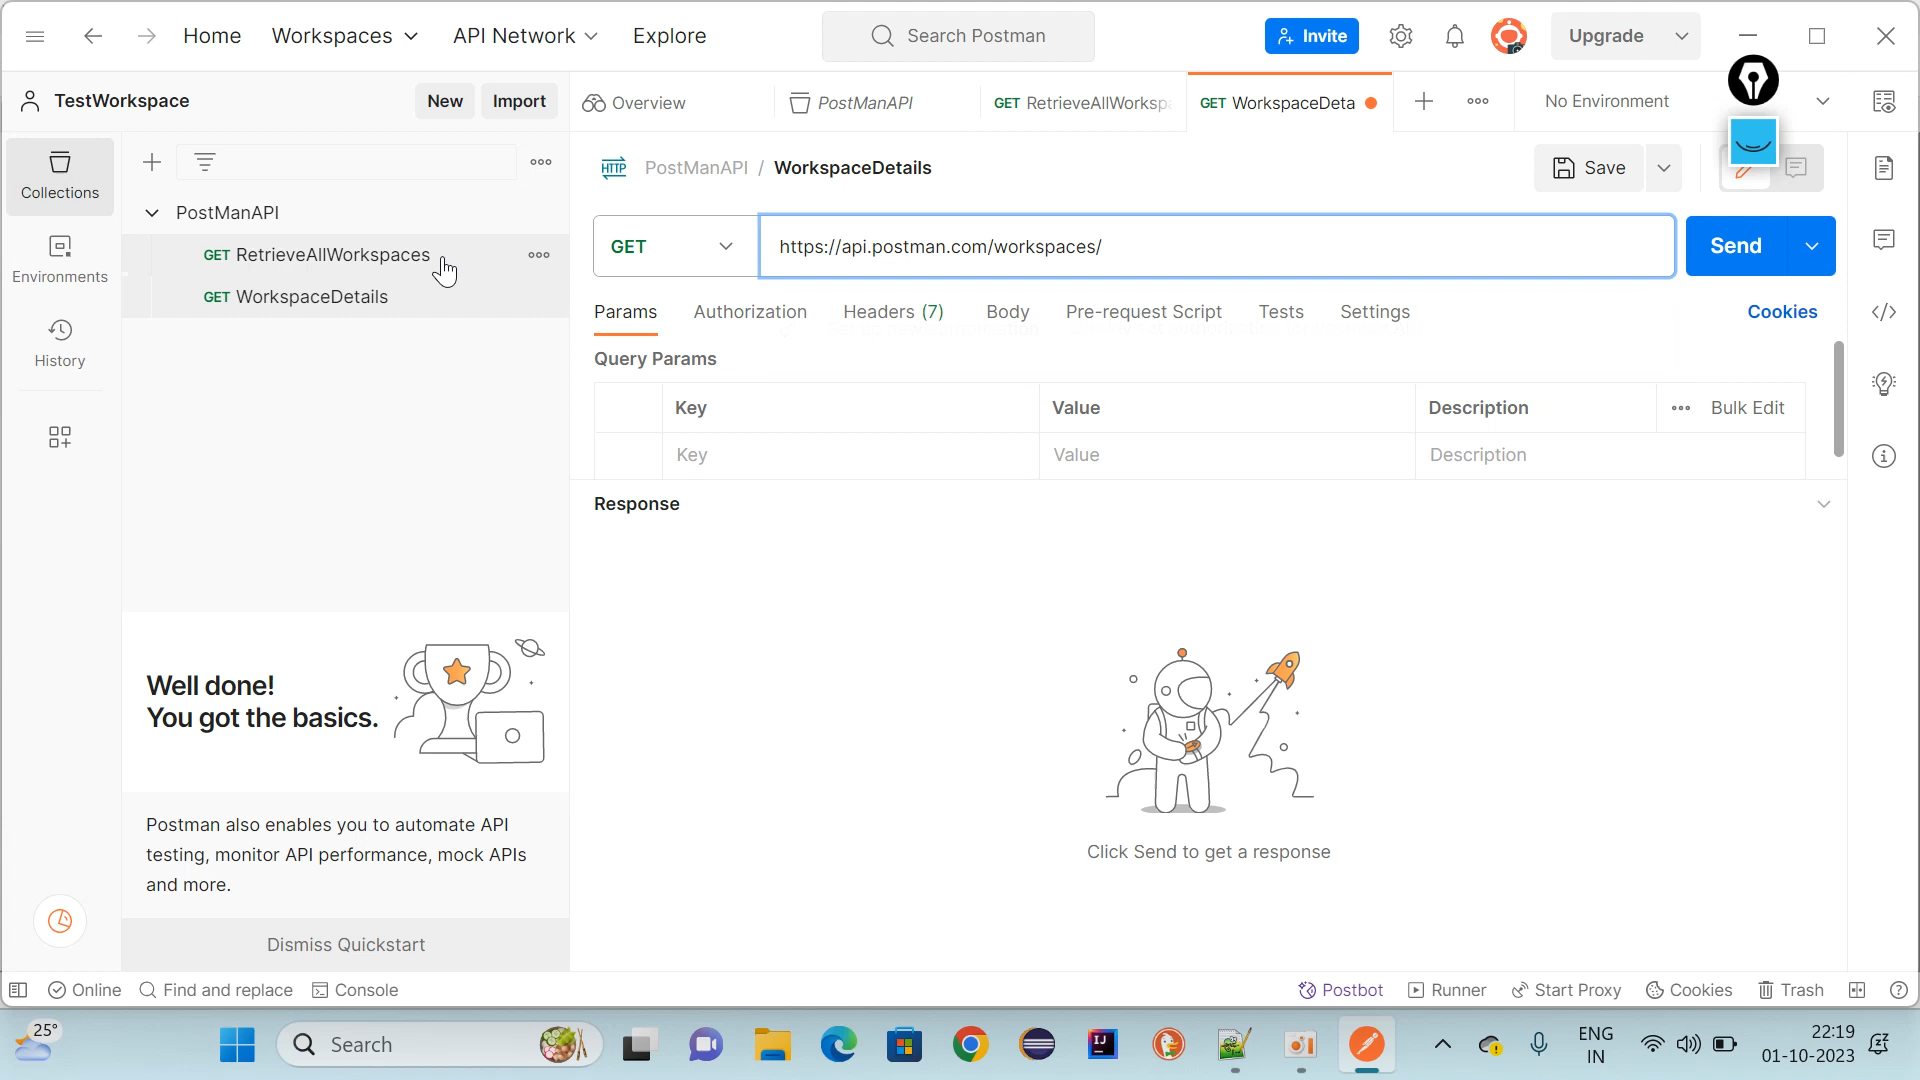 Home Workspaces API Network Explore Search Postman Invite Upgrade
TestWorkspace New Import Overview PostManAPI GET RetrieveAllWorksp GET WorkspaceDeta No Environment
Collections
PostManAPI / WorkspaceDetails Save
PostManAPI
GET RetrieveAllWorkspaces
GET WorkspaceDetails
Environments
History
GET https://api.postman.com/workspaces/ Send
Params Authorization Headers (7) Body Pre-request Script Tests Settings Cookies
Query Params
Key Value Description Bulk Edit
Key Value Description
Response
Well done!
You got the basics.
Postman also enables you to automate API
testing, monitor API performance, mock APIs
and more.
Dismiss Quickstart
Click Send to get a response
Online Find and replace Console Postbot Runner Start Proxy Cookies Trash
25° Search ENG
IN
22:19
01-10-2023